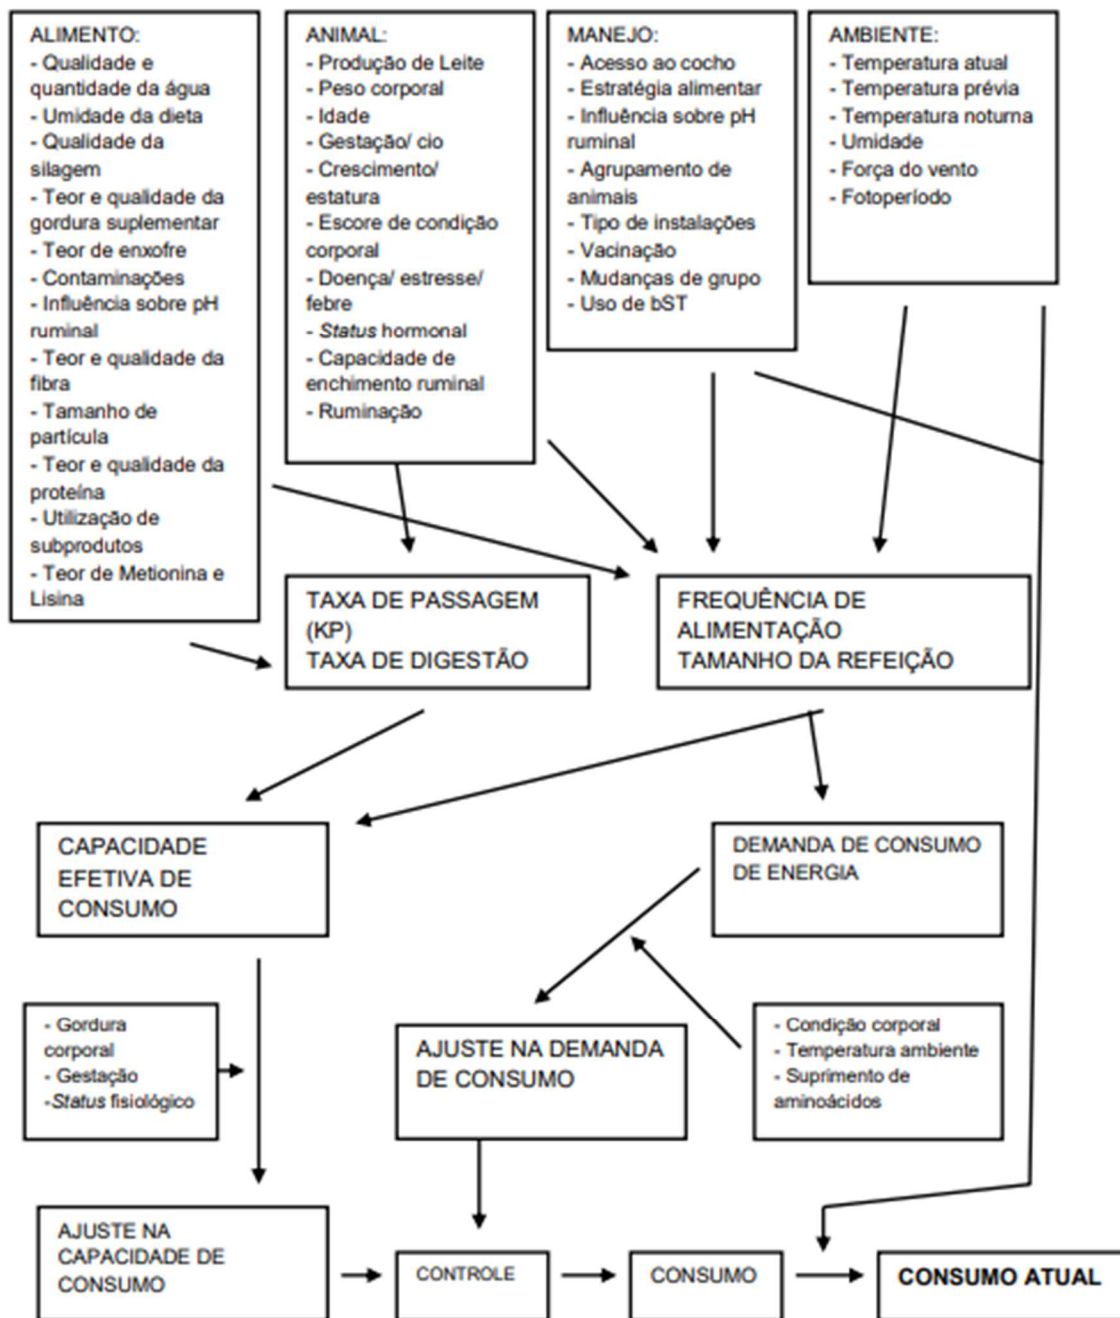 ALIMENTO:
- Qualidade e
quantidade da água
- Umidade da dieta
- Qualidade da
silagem
- Teor e qualidade da
gordura suplementar
- Teor de enxofre
- Contaminações
- Influência sobre pH
ruminal
- Teor e qualidade da
fibra
- Tamanho de
partícula
- Teor e qualidade da
proteína
- Utilização de
subprodutos
- Teor de Metionina e
Lisina
ANIMAL:
- Produção de Leite
- Peso corporal
- Idade
- Gestação/ cio
- Crescimento/
estatura
- Escore de condição
corporal
- Doença/ estresse/
febre
- Status hormonal
- Capacidade de
enchimento ruminal
- Ruminação
MANEJO:
- Acesso ao cocho
- Estratégia alimentar
- Influência sobre pH
ruminal
- Agrupamento de
animais
- Tipo de instalações
- Vacinação
- Mudanças de grupo
- Uso de bST
AMBIENTE:
- Temperatura atual
- Temperatura prévia
- Temperatura noturna
- Umidade
- Força do vento
- Fotoperíodo
TAXA DE PASSAGEM
(KP)
TAXA DE DIGESTÃO
FREQUÊNCIA DE
ALIMENTAÇÃO
TAMANHO DA REFEIÇÃO
CAPACIDADE
EFETIVA DE
CONSUMO
DEMANDA DE CONSUMO
DE ENERGIA
- Gordura
corporal
- Gestação
-Status fisiológico
AJUSTE NA DEMANDA
DE CONSUMO
- Condição corporal
- Temperatura ambiente
- Suprimento de
aminoácidos
AJUSTE NA
CAPACIDADE DE
CONSUMO
CONTROLE
CONSUMO
CONSUMO ATUAL